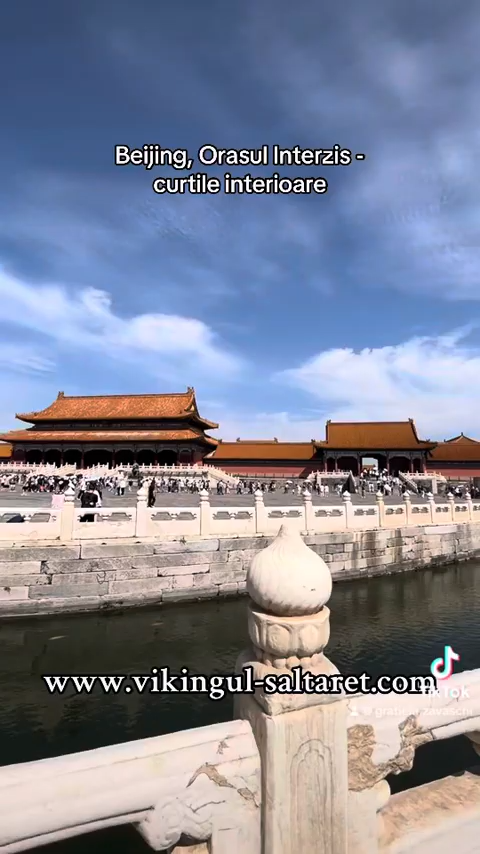 Beijing, Orasul Interzis -
curtile interioare
www.vikingul-saltaret.com
TikTok